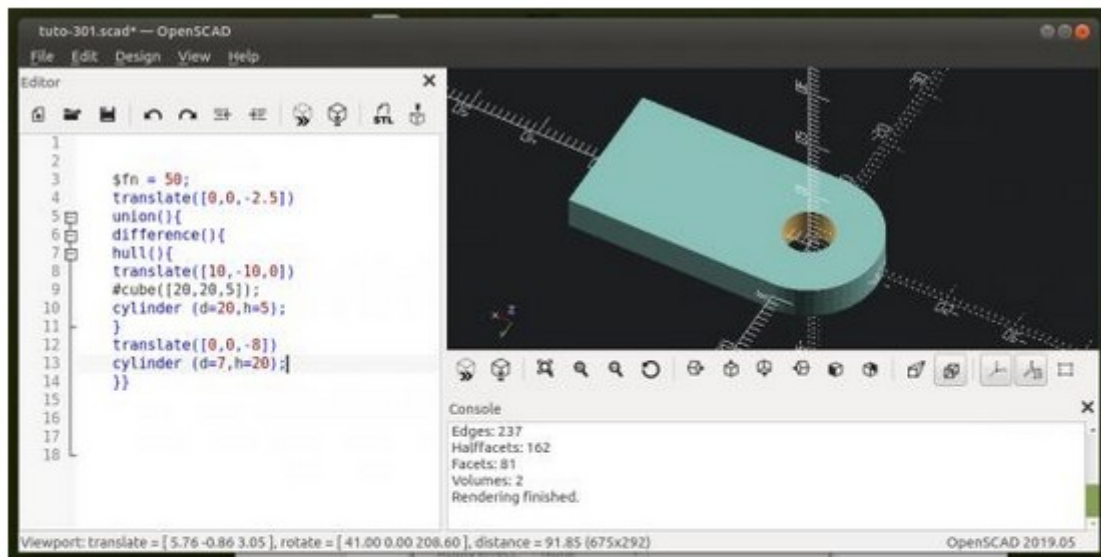 tuto-301.scad* — OpenSCAD
File Edit Design View Help
Editor
STL
1
2
3 $fn = 50;
4 translate([0,0,-2.5])
5 union(){
6 difference(){
7 hull(){
8 translate([10,-10,0])
9 #cube([20,20,5]);
10 cylinder (d=20,h=5);
11 }
12 translate([0,0,-8])
13 cylinder (d=7,h=20);
14 }}
15
16
17
18
Console
Edges: 237
Halffacets: 162
Facets: 81
Volumes: 2
Rendering finished.
Viewport: translate = [ 5.76 -0.86 3.05 ], rotate = [ 41.00 0.00 208.60 ], distance = 91.85 (675x292)
OpenSCAD 2019.05